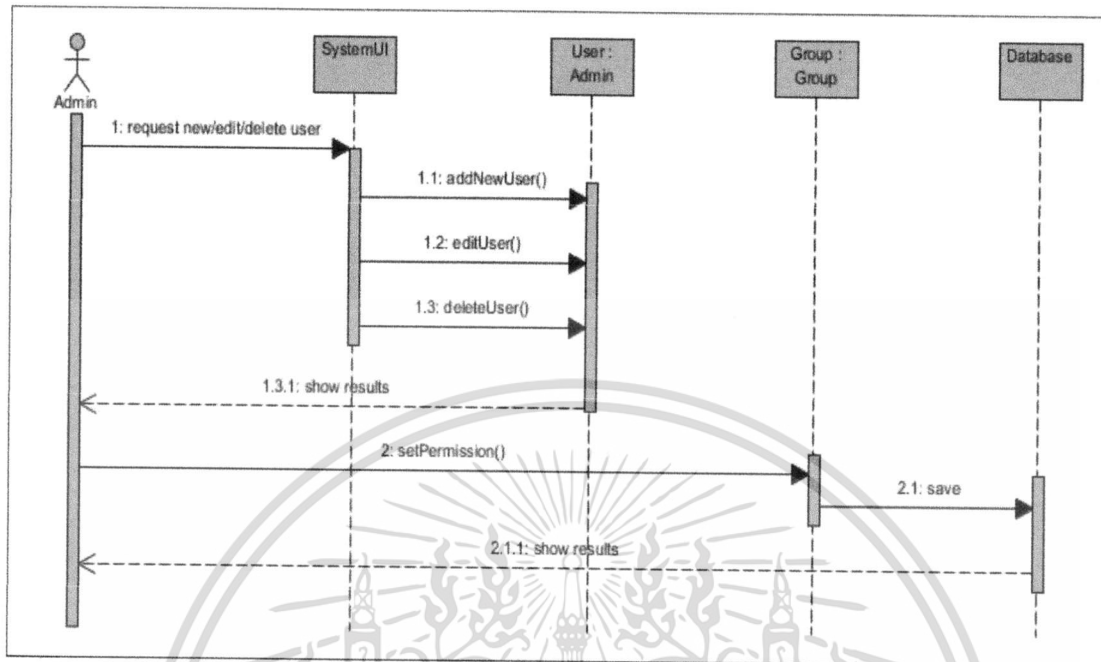 SystemUI
User :
Admin
Group :
Group
Database
Admin
1: request new/edit/delete user
1.1: addNewUser()
1.2: editUser()
1.3: deleteUser()
1.3.1: show results
2: setPermission()
2.1: save
2.1.1: show results